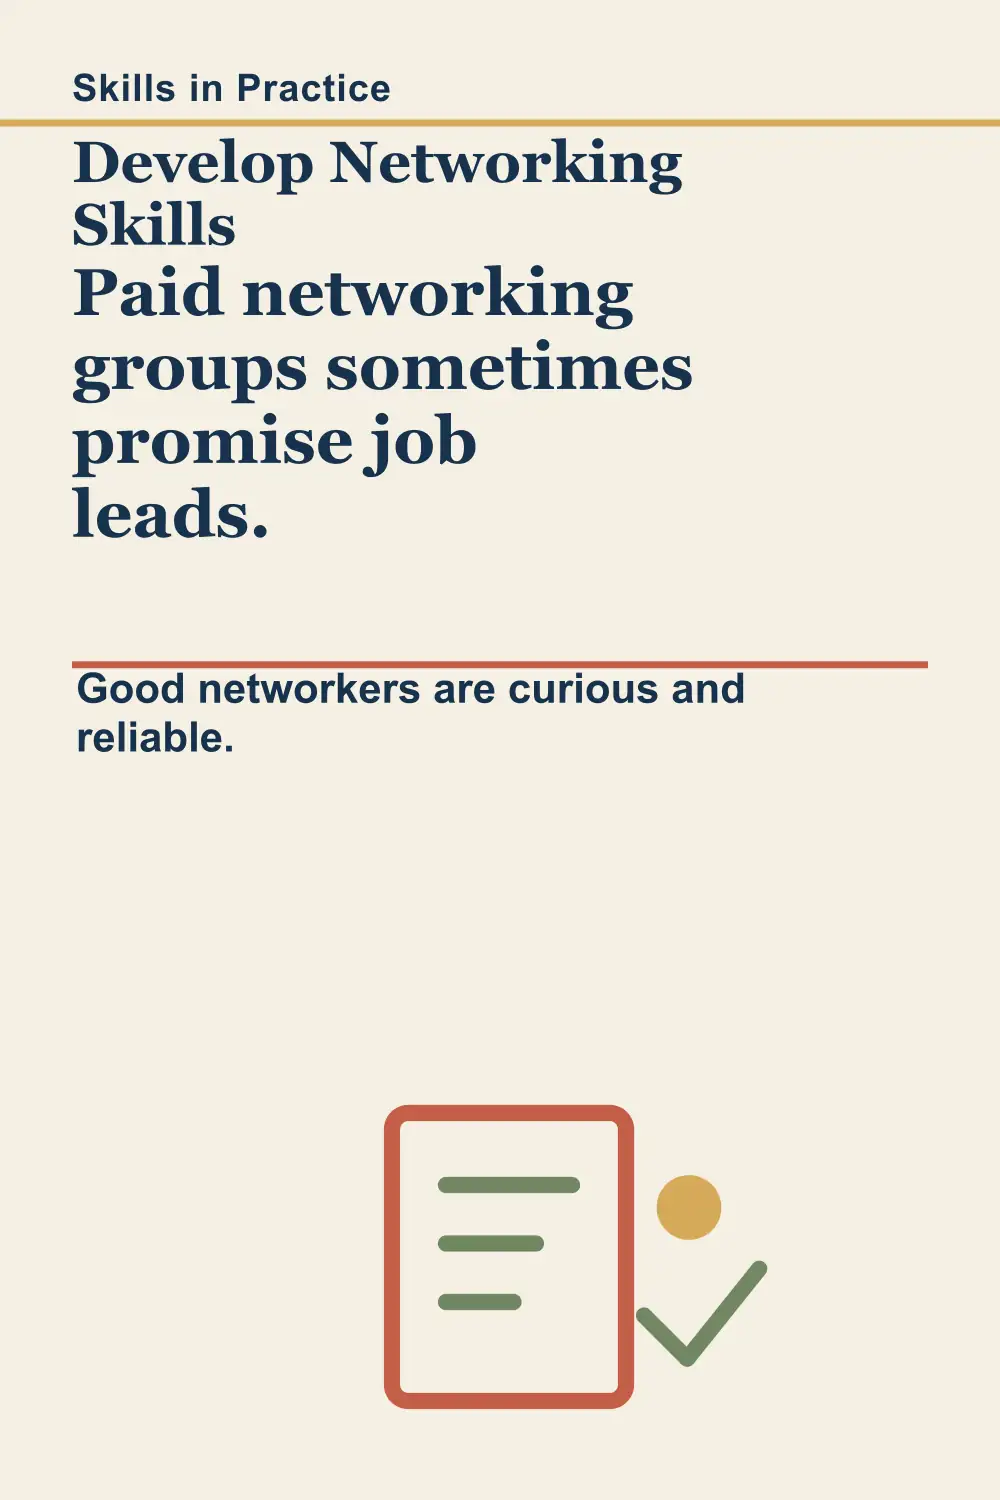 Skills in Practice
Develop Networking
Skills
Paid networking
groups sometimes
promise job
leads.
Good networkers are curious and
reliable.